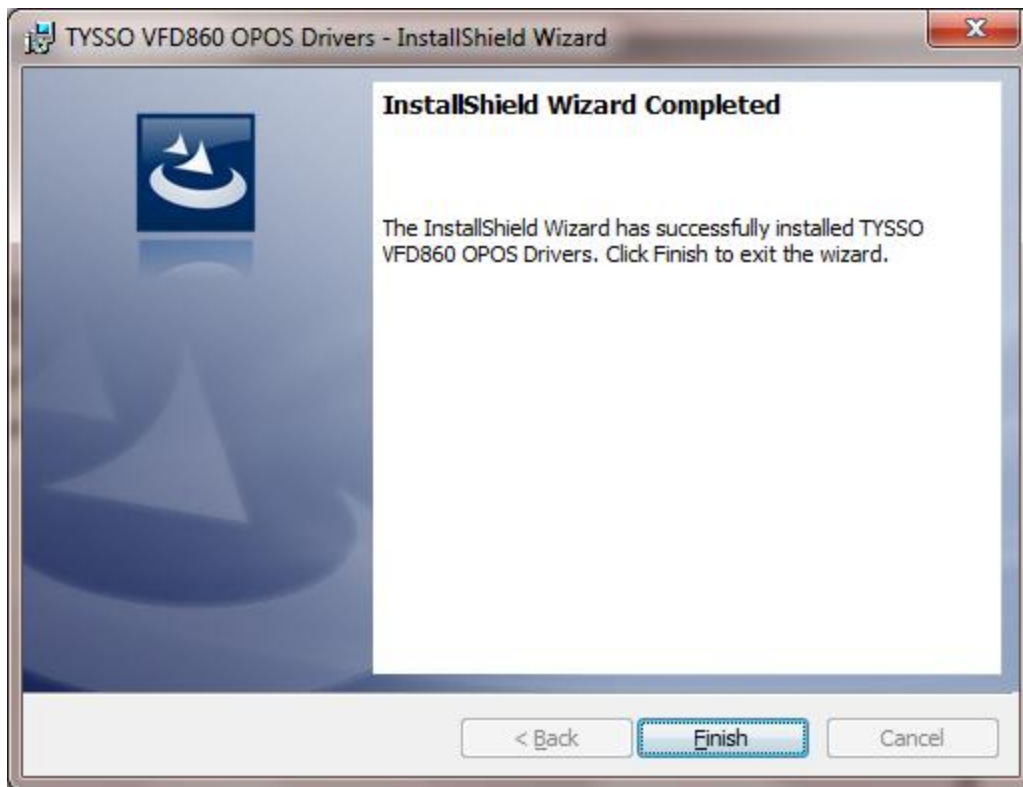 TYSSO VFD860 OPOS Drivers - InstallShield Wizard
InstallShield Wizard Completed
The InstallShield Wizard has successfully installed TYSSO
VFD860 OPOS Drivers. Click Finish to exit the wizard.
< Back
Finish
Cancel